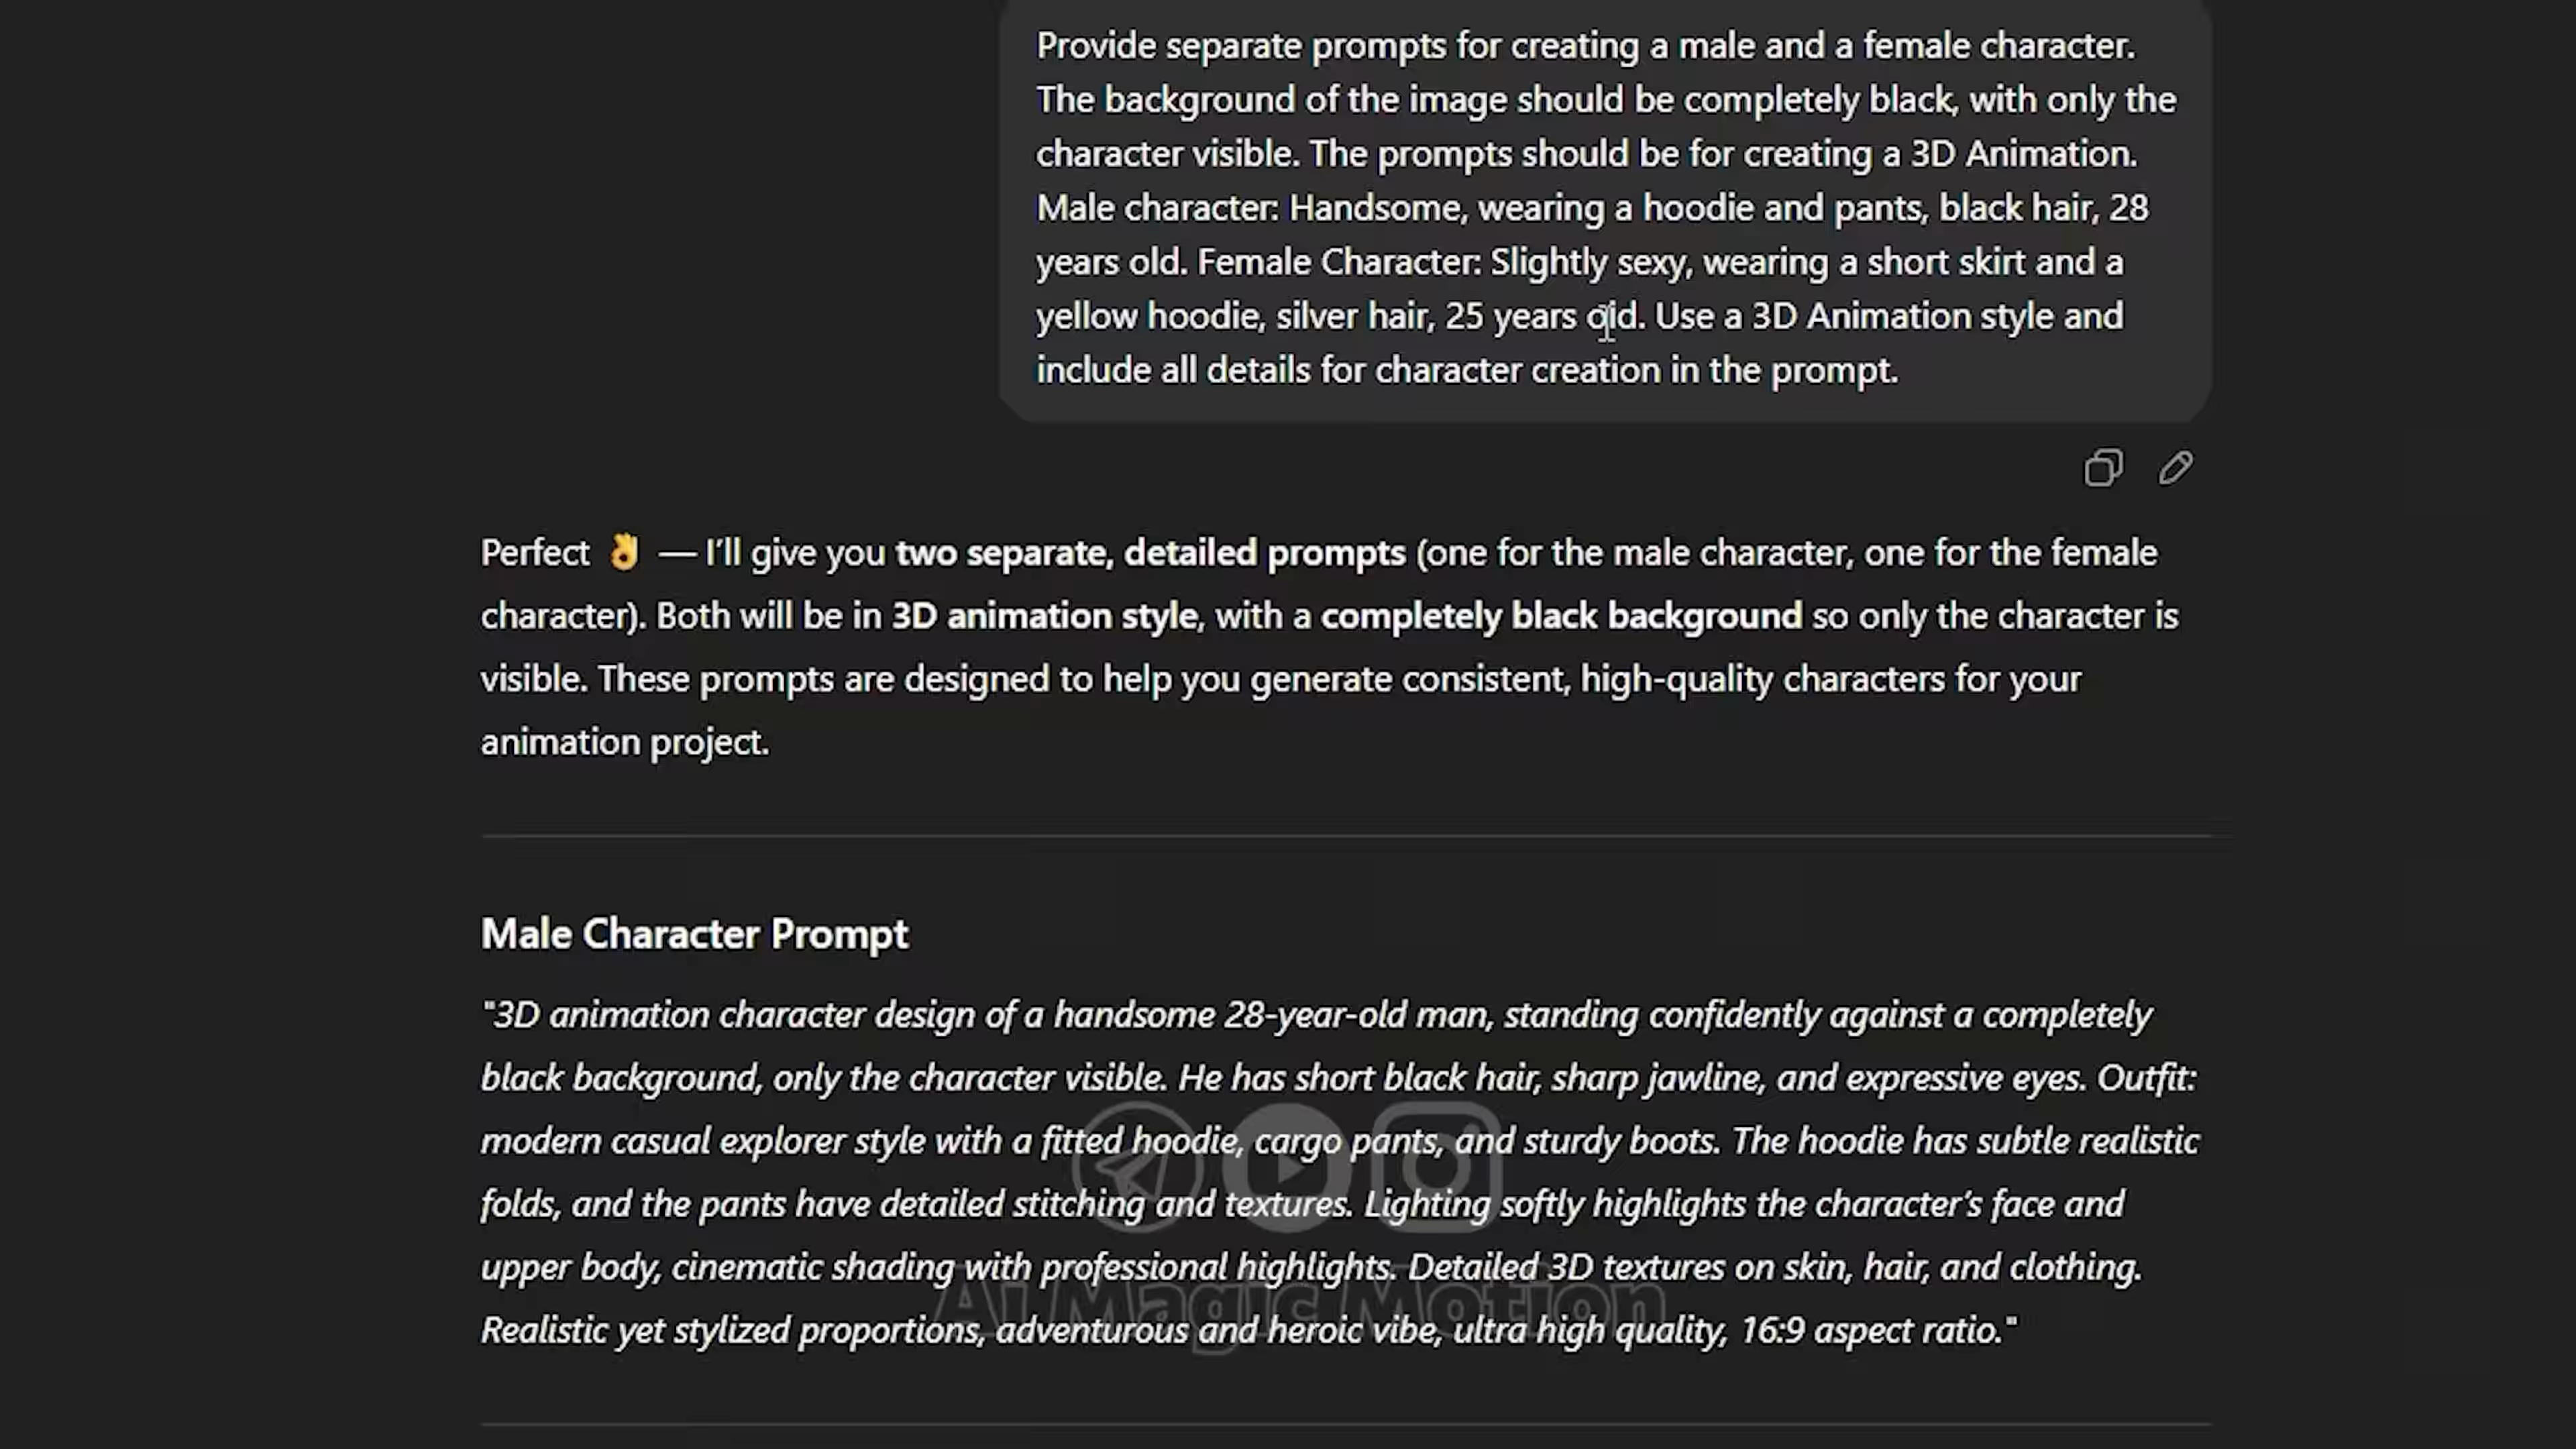 Provide separate prompts for creating a male and a female character.
The background of the image should be completely black, with only the
character visible. The prompts should be for creating a 3D Animation.
Male character: Handsome, wearing a hoodie and pants, black hair, 28
years old. Female Character: Slightly sexy, wearing a short skirt and a
yellow hoodie, silver hair, 25 years old. Use a 3D Animation style and
include all details for character creation in the prompt.
Perfect 👌 — I'll give you two separate, detailed prompts (one for the male character, one for the female
character). Both will be in 3D animation style, with a completely black background so only the character is
visible. These prompts are designed to help you generate consistent, high-quality characters for your
animation project.
Male Character Prompt
"3D animation character design of a handsome 28-year-old man, standing confidently against a completely
black background, only the character visible. He has short black hair, sharp jawline, and expressive eyes. Outfit:
modern casual explorer style with a fitted hoodie, cargo pants, and sturdy boots. The hoodie has subtle realistic
folds, and the pants have detailed stitching and textures. Lighting softly highlights the character's face and
upper body, cinematic shading with professional highlights. Detailed 3D textures on skin, hair, and clothing.
Ai Magic Motion
Realistic yet stylized proportions, adventurous and heroic vibe, ultra high quality, 16:9 aspect ratio."